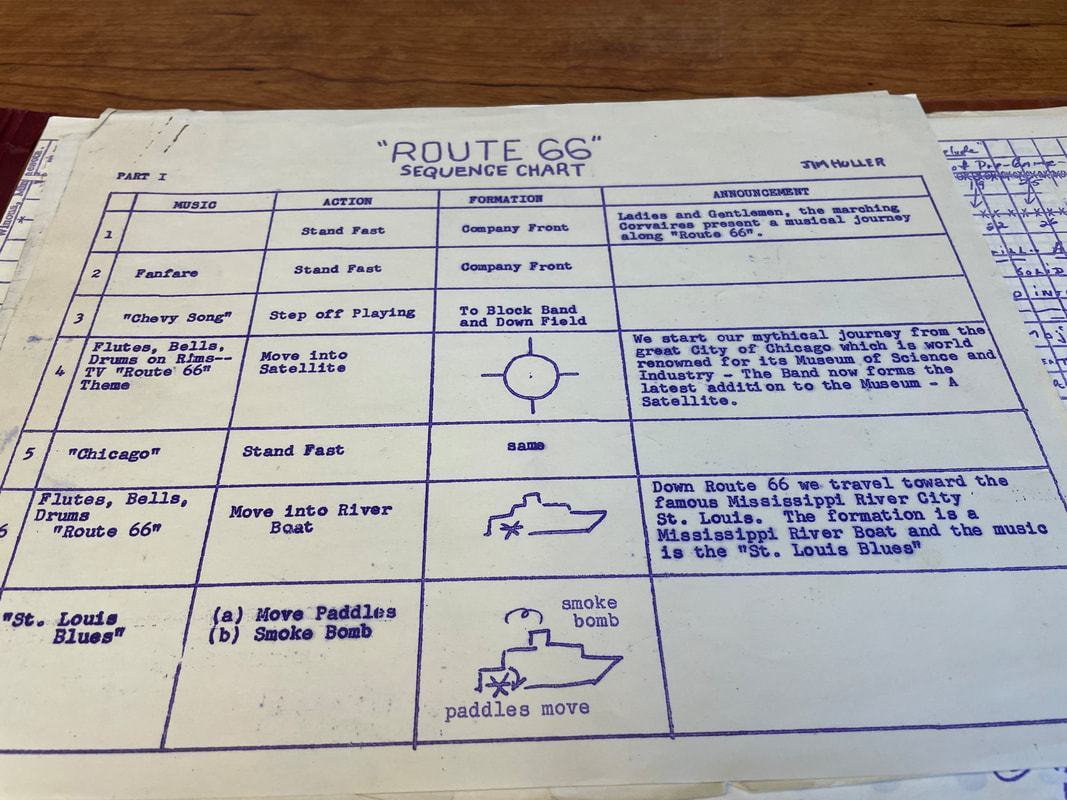 "ROUTE 66"
SEQUENCE CHART
PART I
JIM HOLLER
MUSIC
ACTION
FORMATION
ANNOUNCEMENT
1
Stand Fast
Company Front
Ladies and Gentlemen, the marching
Corvaires present a musical journey
along "Route 66".
2
Fanfare
Stand Fast
Company Front
3
"Chevy Song"
Step off Playing
To Block Band
and Down Field
4
Flutes, Bells,
Drums on Rims--
TV "Route 66"
Theme
Move into
Satellite
We start our mythical journey from the
great City of Chicago which is world
renowned for its Museum of Science and
Industry - The Band now forms the
latest addition to the Museum - A
Satellite.
5
"Chicago"
Stand Fast
same
6
Flutes, Bells,
Drums
"Route 66"
Move into River
Boat
Down Route 66 we travel toward the
famous Mississippi River City
St. Louis. The formation is a
Mississippi River Boat and the music
is the "St. Louis Blues"
"St. Louis
Blues"
(a) Move Paddles
(b) Smoke Bomb
smoke
bomb
paddles move